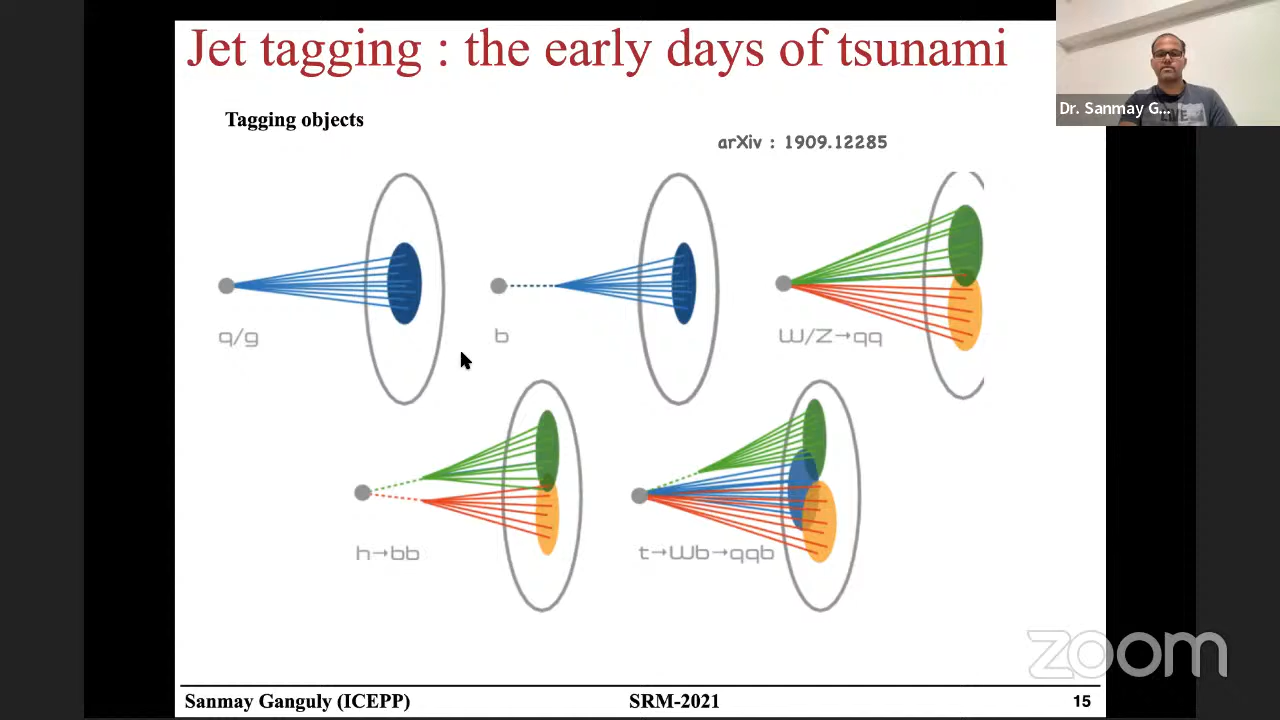 Jet tagging : the early days of tsunami
Dr. Sanmay G...
Tagging objects
arXiv : 1909.12285
q/g
b
W/Z→qq
h→bb
t→Wb→qqb
zoom
Sanmay Ganguly (ICEPP)
SRM-2021
15